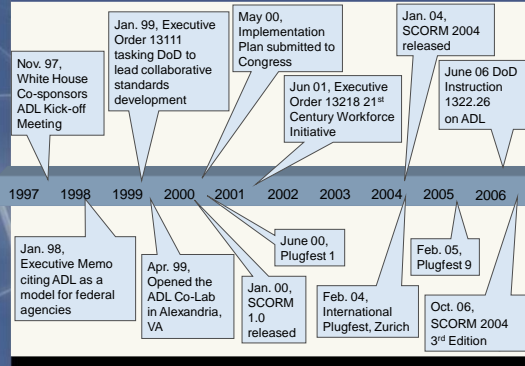 Nov. 97,
White House
Co-sponsors
ADL Kick-off
Meeting
Jan. 99, Executive
Order 13111
tasking DoD to
lead collaborative
standards
development
May 00,
Implementation
Plan submitted to
Congress
Jun 01, Executive
Order 13218 21st
Century Workforce
Initiative
Jan. 04,
SCORM 2004
released
June 06 DoD
Instruction
1322.26
on ADL
1997 1998 1999 2000 2001 2002 2003 2004 2005 2006
Jan. 98,
Executive Memo
citing ADL as a
model for federal
agencies
Apr. 99,
Opened the
ADL Co-Lab
in Alexandria,
VA
Jan. 00,
SCORM
1.0
released
June 00,
Plugfest 1
Feb. 04,
International
Plugfest, Zurich
Feb. 05,
Plugfest 9
Oct. 06,
SCORM 2004
3rd Edition